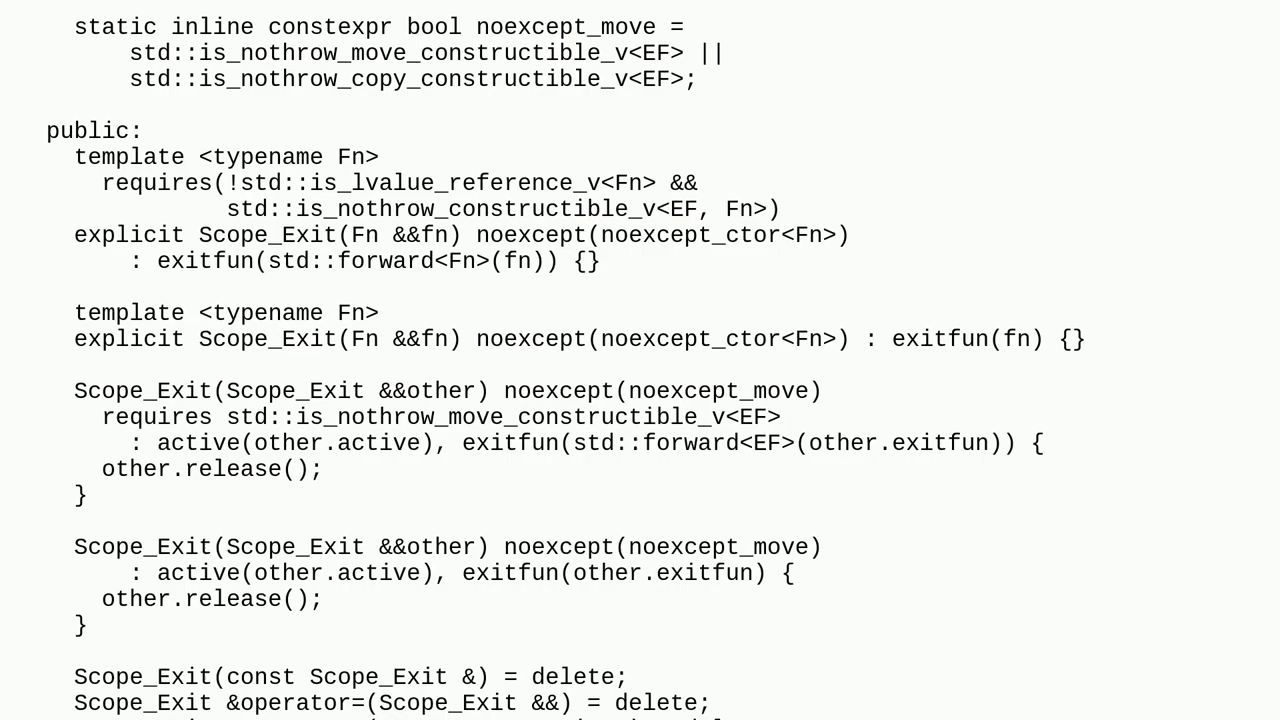 static inline constexpr bool noexcept_move =
std::is_nothrow_move_constructible_v<EF> ||
std::is_nothrow_copy_constructible_v<EF>;
public:
template <typename Fn>
requires(!std::is_lvalue_reference_v<Fn> &&
std::is_nothrow_constructible_v<EF, Fn>)
explicit Scope_Exit(Fn &&fn) noexcept(noexcept_ctor<Fn>)
: exitfun(std::forward<Fn>(fn)) {}
template <typename Fn>
explicit Scope_Exit(Fn &&fn) noexcept(noexcept_ctor<Fn>) : exitfun(fn) {}
Scope_Exit(Scope_Exit &&other) noexcept(noexcept_move)
requires std::is_nothrow_move_constructible_v<EF>
: active(other.active), exitfun(std::forward<EF>(other.exitfun)) {
other.release();
}
Scope_Exit(Scope_Exit &&other) noexcept(noexcept_move)
: active(other.active), exitfun(other.exitfun) {
other.release();
}
Scope_Exit(const Scope_Exit &) = delete;
Scope_Exit &operator=(Scope_Exit &&) = delete;